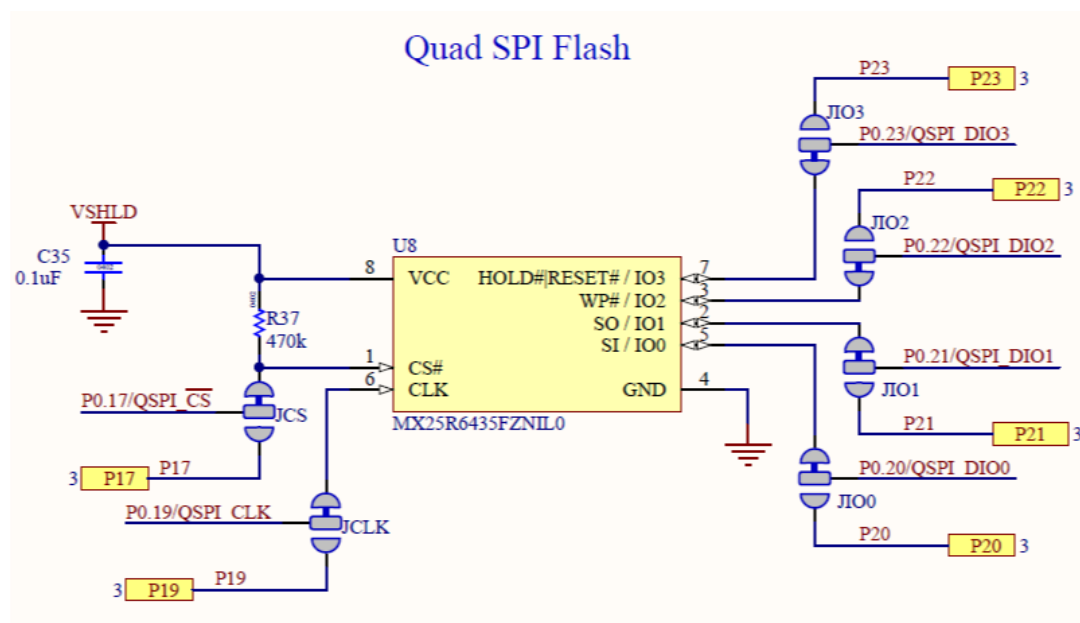 Quad SPI Flash
P23
P23 3
JIO3
P0.23/QSPI_DIO3
P22
P22 3
JIO2
P0.22/QSPI_DIO2
VSHLD
C35
0.1uF
0402
U8
8 VCC
HOLD#|RESET# / IO3 7
WP# / IO2 3
SO / IO1 2
SI / IO0 5
0402
R37
470k
1 CS#
6 CLK
GND 4
MX25R6435FZNIL0
P0.21/QSPI_DIO1
JIO1
P21
P21 3
P0.17/QSPI_CS
JCS
3 P17
P17
P0.20/QSPI_DIO0
JIO0
P20
P20 3
P0.19/QSPI_CLK
JCLK
3 P19
P19